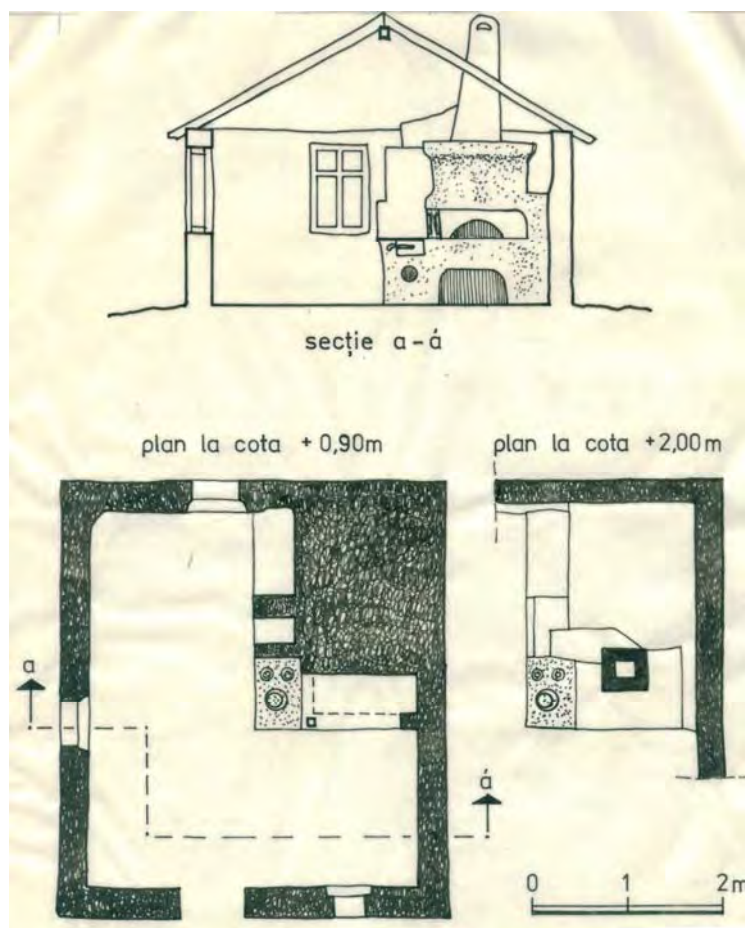 secție a-á
plan la cota +0,90m
plan la cota +2,00m
a
á
0 1 2m